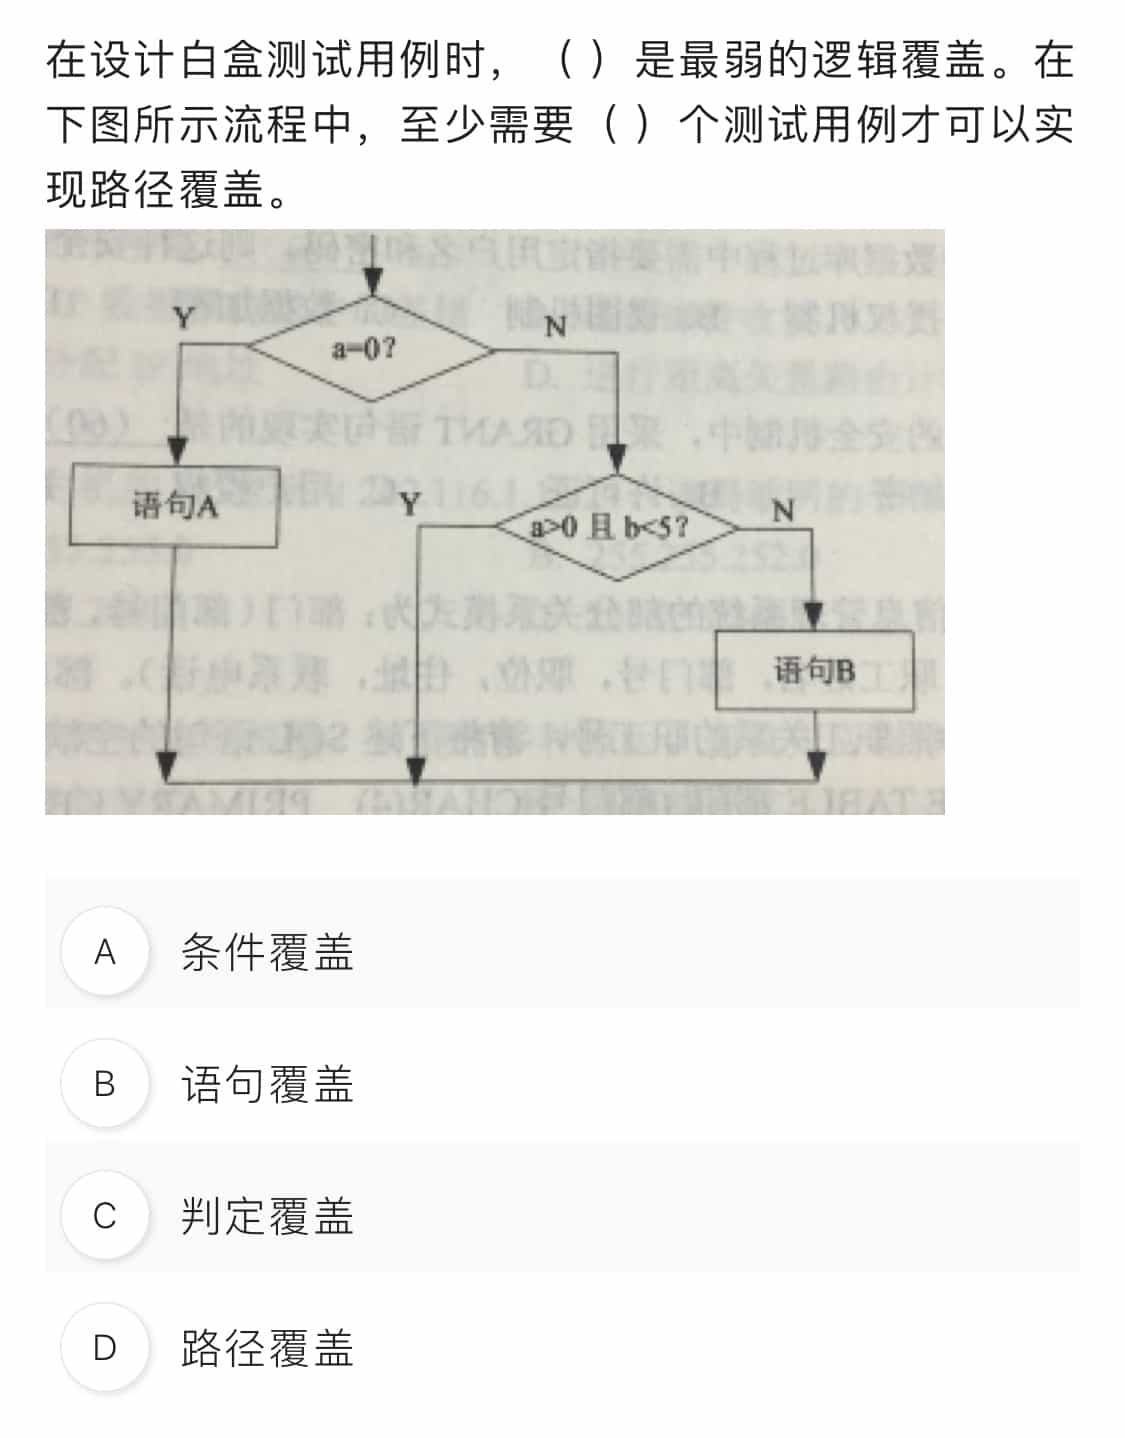 在设计白盒测试用例时，（ ）是最弱的逻辑覆盖。在
下图所示流程中，至少需要（ ）个测试用例才可以实
现路径覆盖。
Y
N
a=0?
语句A
Y
a>0 且 b<5?
N
语句B
A 条件覆盖
B 语句覆盖
C 判定覆盖
D 路径覆盖